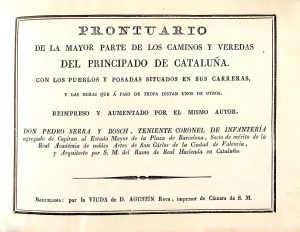 PRONTUARIO
DE LA MAYOR PARTE DE LOS CAMINOS Y VEREDAS
DEL PRINCIPADO DE CATALUÑA.
CON LOS PUEBLOS Y POSADAS SITUADOS EN SUS CARRERAS,
Y LAS HORAS QUE Á PASO DE TROPA DISTAN UNOS DE OTROS;
REIMPRESO Y AUMENTADO POR EL MISMO AUTOR.
DON PEDRO SERRA Y BOSCH, TENIENTE CORONEL DE INFANTERÍA
agregado de Capitan al Estado Mayor de la Plaza de Barcelona, Socio de mérito de la
Real Académia de nobles Artes de San Cárlos de la Ciudad de Valencia,
y Arquitecto por S. M. del Ramo de Real Hacienda en Cataluña.
BARCELONA: por la VIUDA de D. AGUSTIN ROCA, impresor de Cámara de S. M.